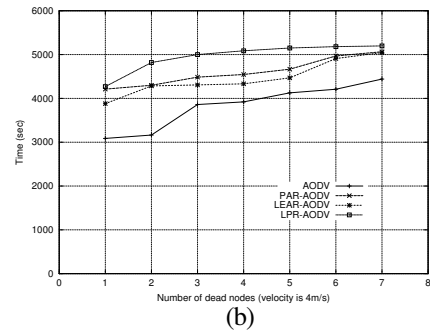 6000
5000
4000
3000
2000
1000
0
Time (sec)
AODV
PAR-AODV
LEAR-AODV
LPR-AODV
0 1 2 3 4 5 6 7 8
Number of dead nodes (velocity is 4m/s)
(b)